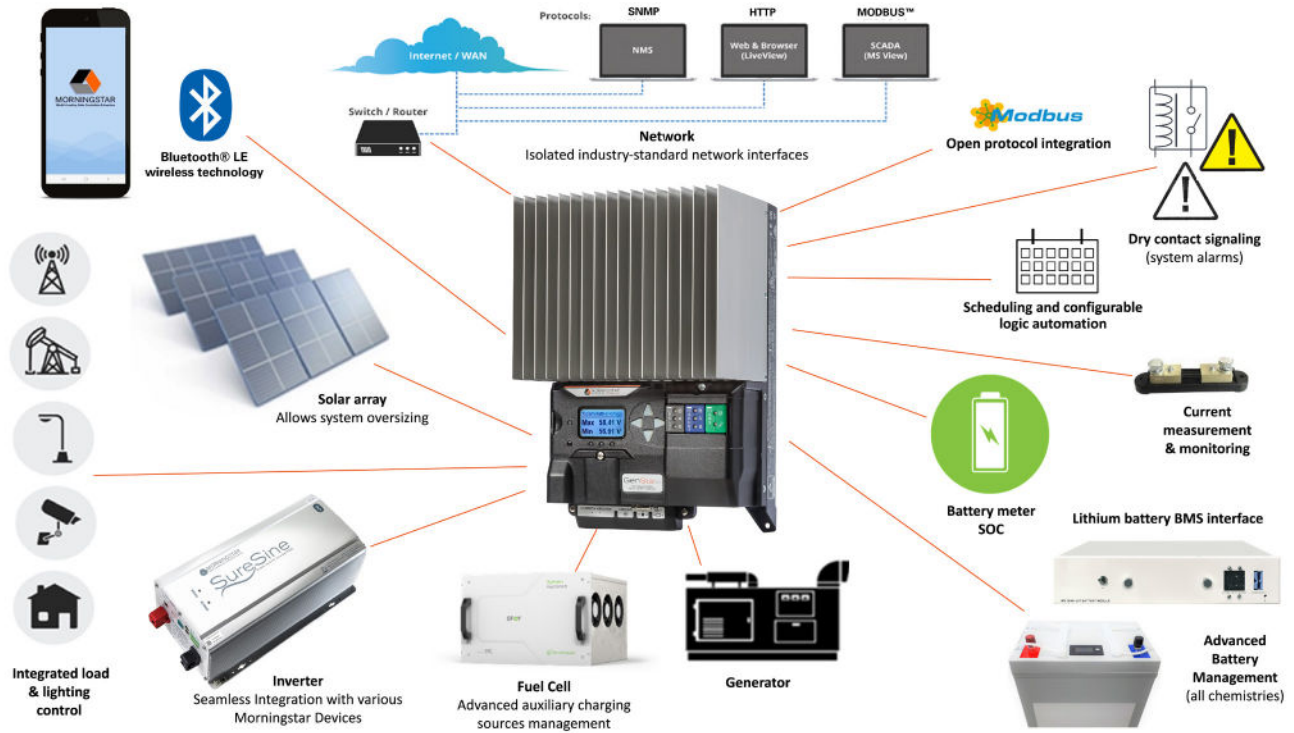 Protocols:
SNMP
HTTP
MODBUS™
NMS
Web & Browser
(LiveView)
SCADA
(MS View)
Internet / WAN
Switch / Router
Network
Isolated industry-standard network interfaces
MORNINGSTAR
Bluetooth® LE
wireless technology
Modbus
Open protocol integration
Dry contact signaling
(system alarms)
Scheduling and configurable
logic automation
Solar array
Allows system oversizing
Max 58.41 V
Min
GenStar
Current
measurement
& monitoring
Battery meter
SOC
Lithium battery BMS interface
Advanced
Battery
Management
(all chemistries)
MORNINGSTAR
SureSine
Inverter
Seamless Integration with various
Morningstar Devices
EFOY
Fuel Cell
Advanced auxiliary charging
sources management
Generator
Integrated load
& lighting
control